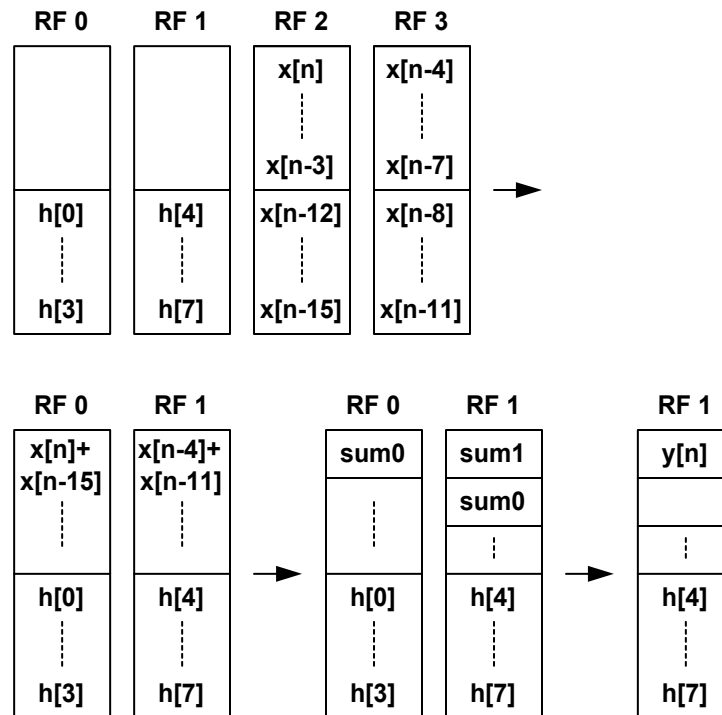 RF 0 RF 1 RF 2 RF 3
x[n] x[n-4]
x[n-3] x[n-7]
h[0] h[4] x[n-12] x[n-8]
h[3] h[7] x[n-15] x[n-11]
RF 0 RF 1 RF 0 RF 1 RF 1
x[n]+ x[n-4]+ sum0 sum1 y[n]
x[n-15] x[n-11]
sum0
h[0] h[4] h[0] h[4] h[4]
h[3] h[7] h[3] h[7] h[7]